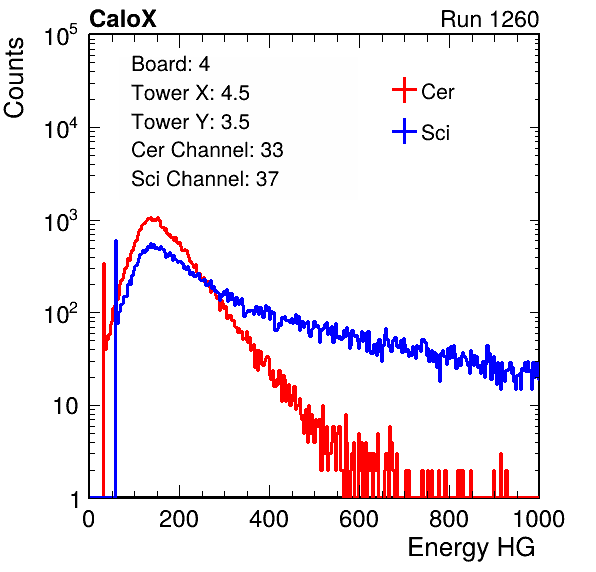 CaloX Run 1260
Counts
10^5
10^4
10^3
10^2
10
1
Board: 4
Tower X: 4.5
Tower Y: 3.5
Cer Channel: 33
Sci Channel: 37
Cer
Sci
0 200 400 600 800 1000
Energy HG